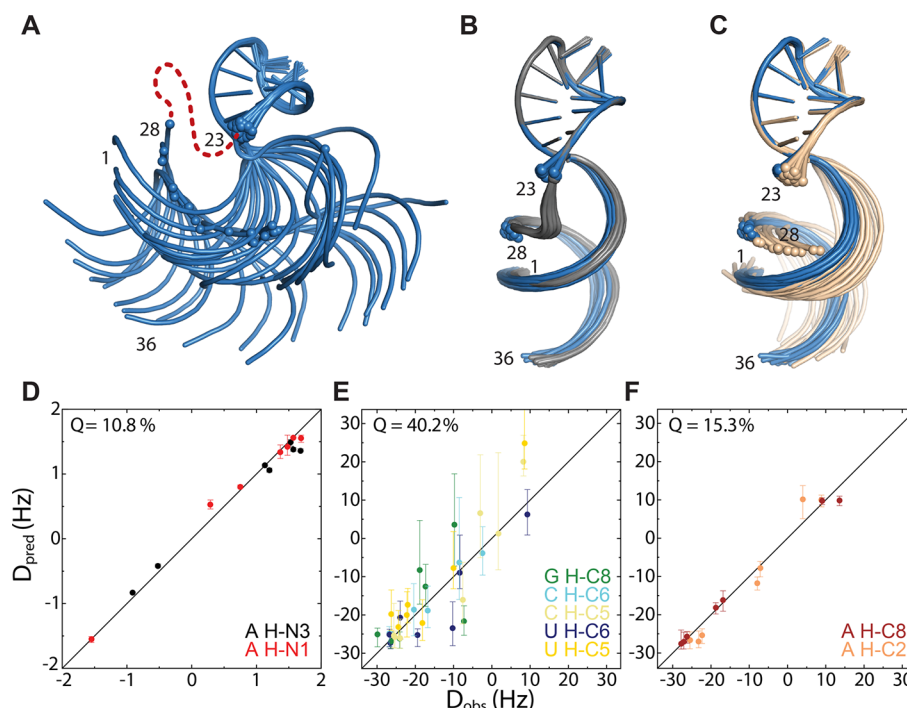 A
B
C
28
1
23
36
23
28
1
36
23
28
1
36
D
E
F
Q = 10.8 %
Q = 40.2 %
Q = 15.3 %
D pred (Hz)
2
1
0
-1
-2
-2
-1
0
1
2
A H-N3
A H-N1
30
20
10
0
-10
-20
-30
-30
-20
-10
0
10
20
30
G H-C8
C H-C6
C H-C5
U H-C6
U H-C5
30
20
10
0
-10
-20
-30
-30
-20
-10
0
10
20
30
A H-C8
A H-C2
D obs (Hz)